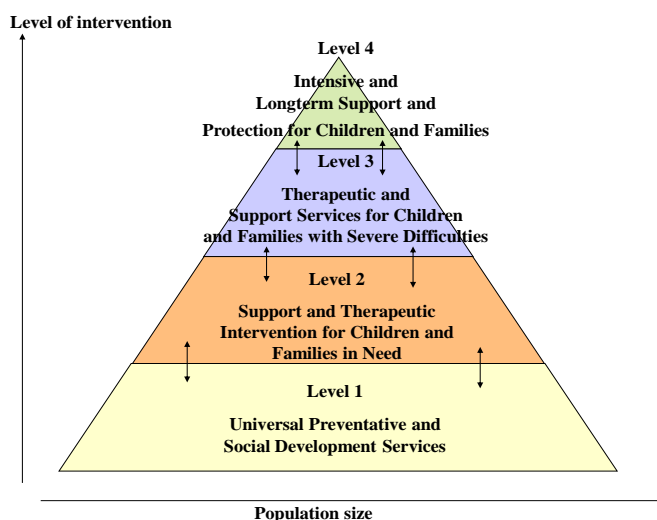 Level of intervention
Level 4
Intensive and
Longterm Support and
Protection for Children and Families
Level 3
Therapeutic and
Support Services for Children
and Families with Severe Difficulties
Level 2
Support and Therapeutic
Intervention for Children and
Families in Need
Level 1
Universal Preventative and
Social Development Services
Population size